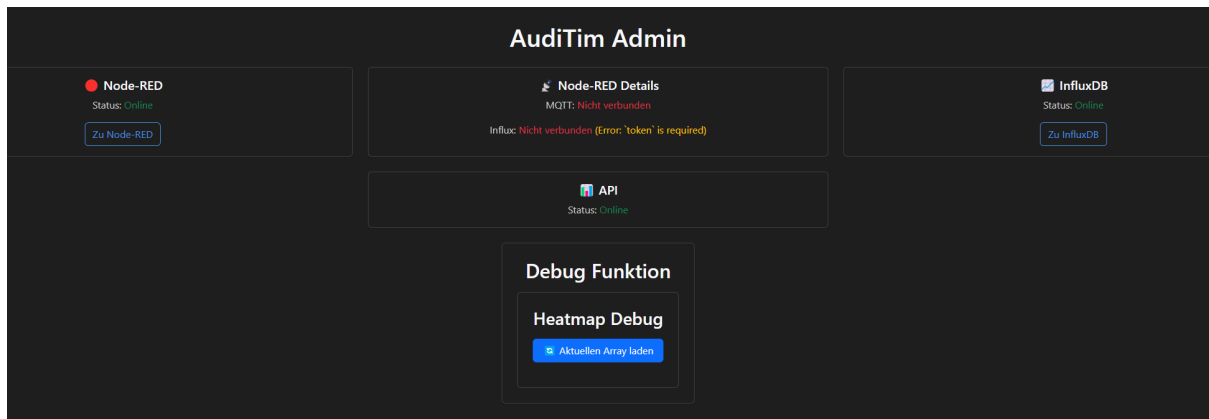 AudiTim Admin
Node-RED
Status: Online
Zu Node-RED
Node-RED Details
MQTT: Nicht verbunden
Influx: Nicht verbunden (Error: `token` is required)
InfluxDB
Status: Online
Zu InfluxDB
API
Status: Online
Debug Funktion
Heatmap Debug
Aktuellen Array laden